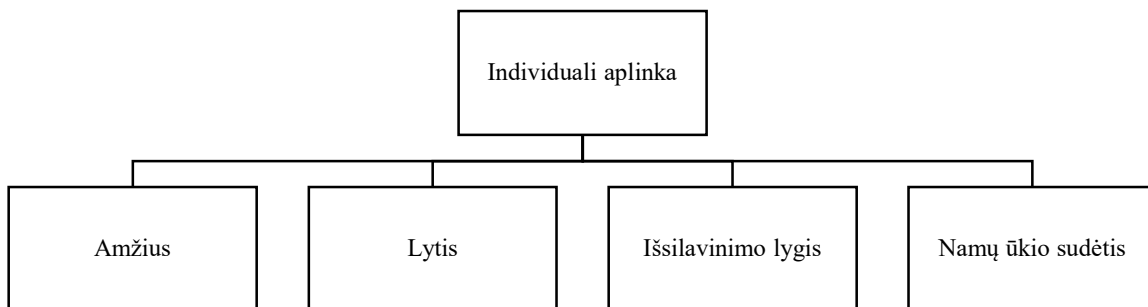 Individuali aplinka
Amžius
Lytis
Išsilavinimo lygis
Namų ūkio sudėtis